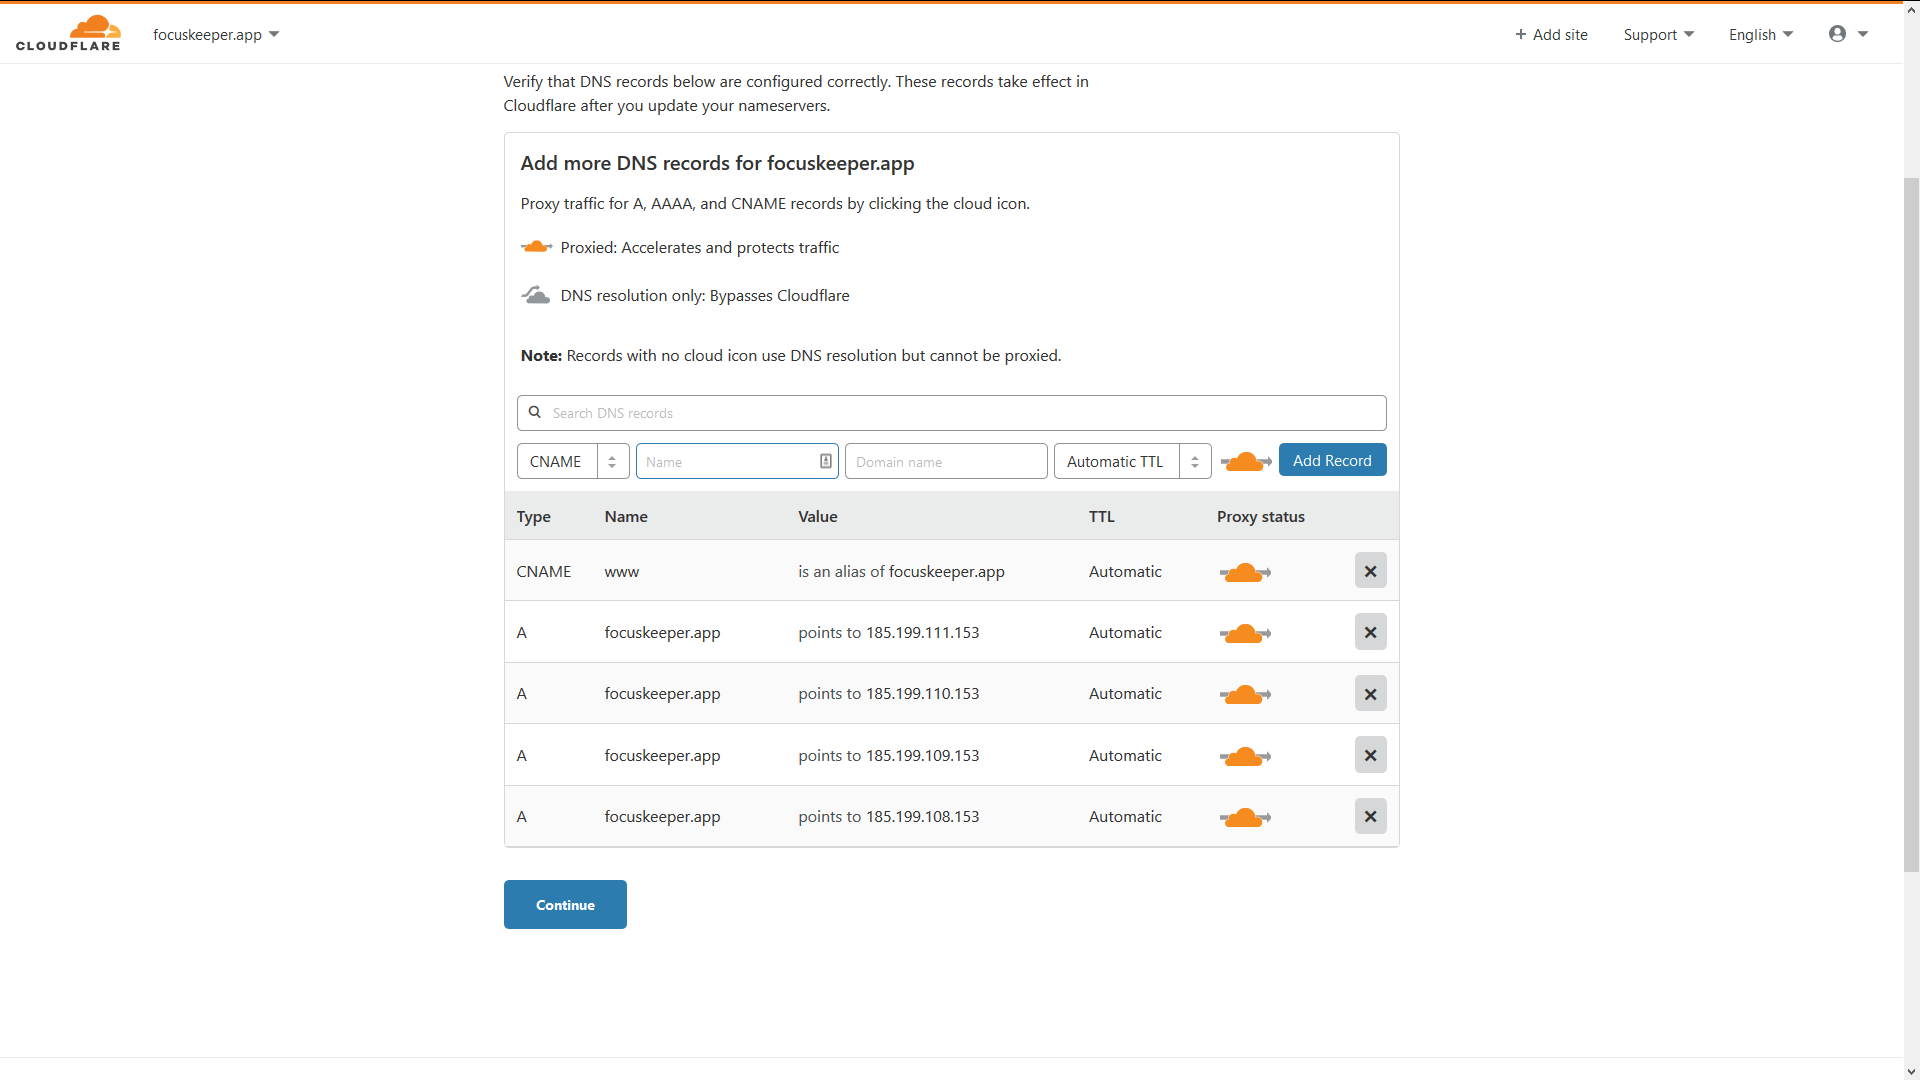 CLOUDFLARE
focuskeeper.app
+ Add site
Support
English
Verify that DNS records below are configured correctly. These records take effect in
Cloudflare after you update your nameservers.
Add more DNS records for focuskeeper.app
Proxy traffic for A, AAAA, and CNAME records by clicking the cloud icon.
Proxied: Accelerates and protects traffic
DNS resolution only: Bypasses Cloudflare
Note: Records with no cloud icon use DNS resolution but cannot be proxied.
Search DNS records
CNAME Name Domain name Automatic TTL Add Record
Type Name Value TTL Proxy status
CNAME www is an alias of focuskeeper.app Automatic
A focuskeeper.app points to 185.199.111.153 Automatic
A focuskeeper.app points to 185.199.110.153 Automatic
A focuskeeper.app points to 185.199.109.153 Automatic
A focuskeeper.app points to 185.199.108.153 Automatic
Continue